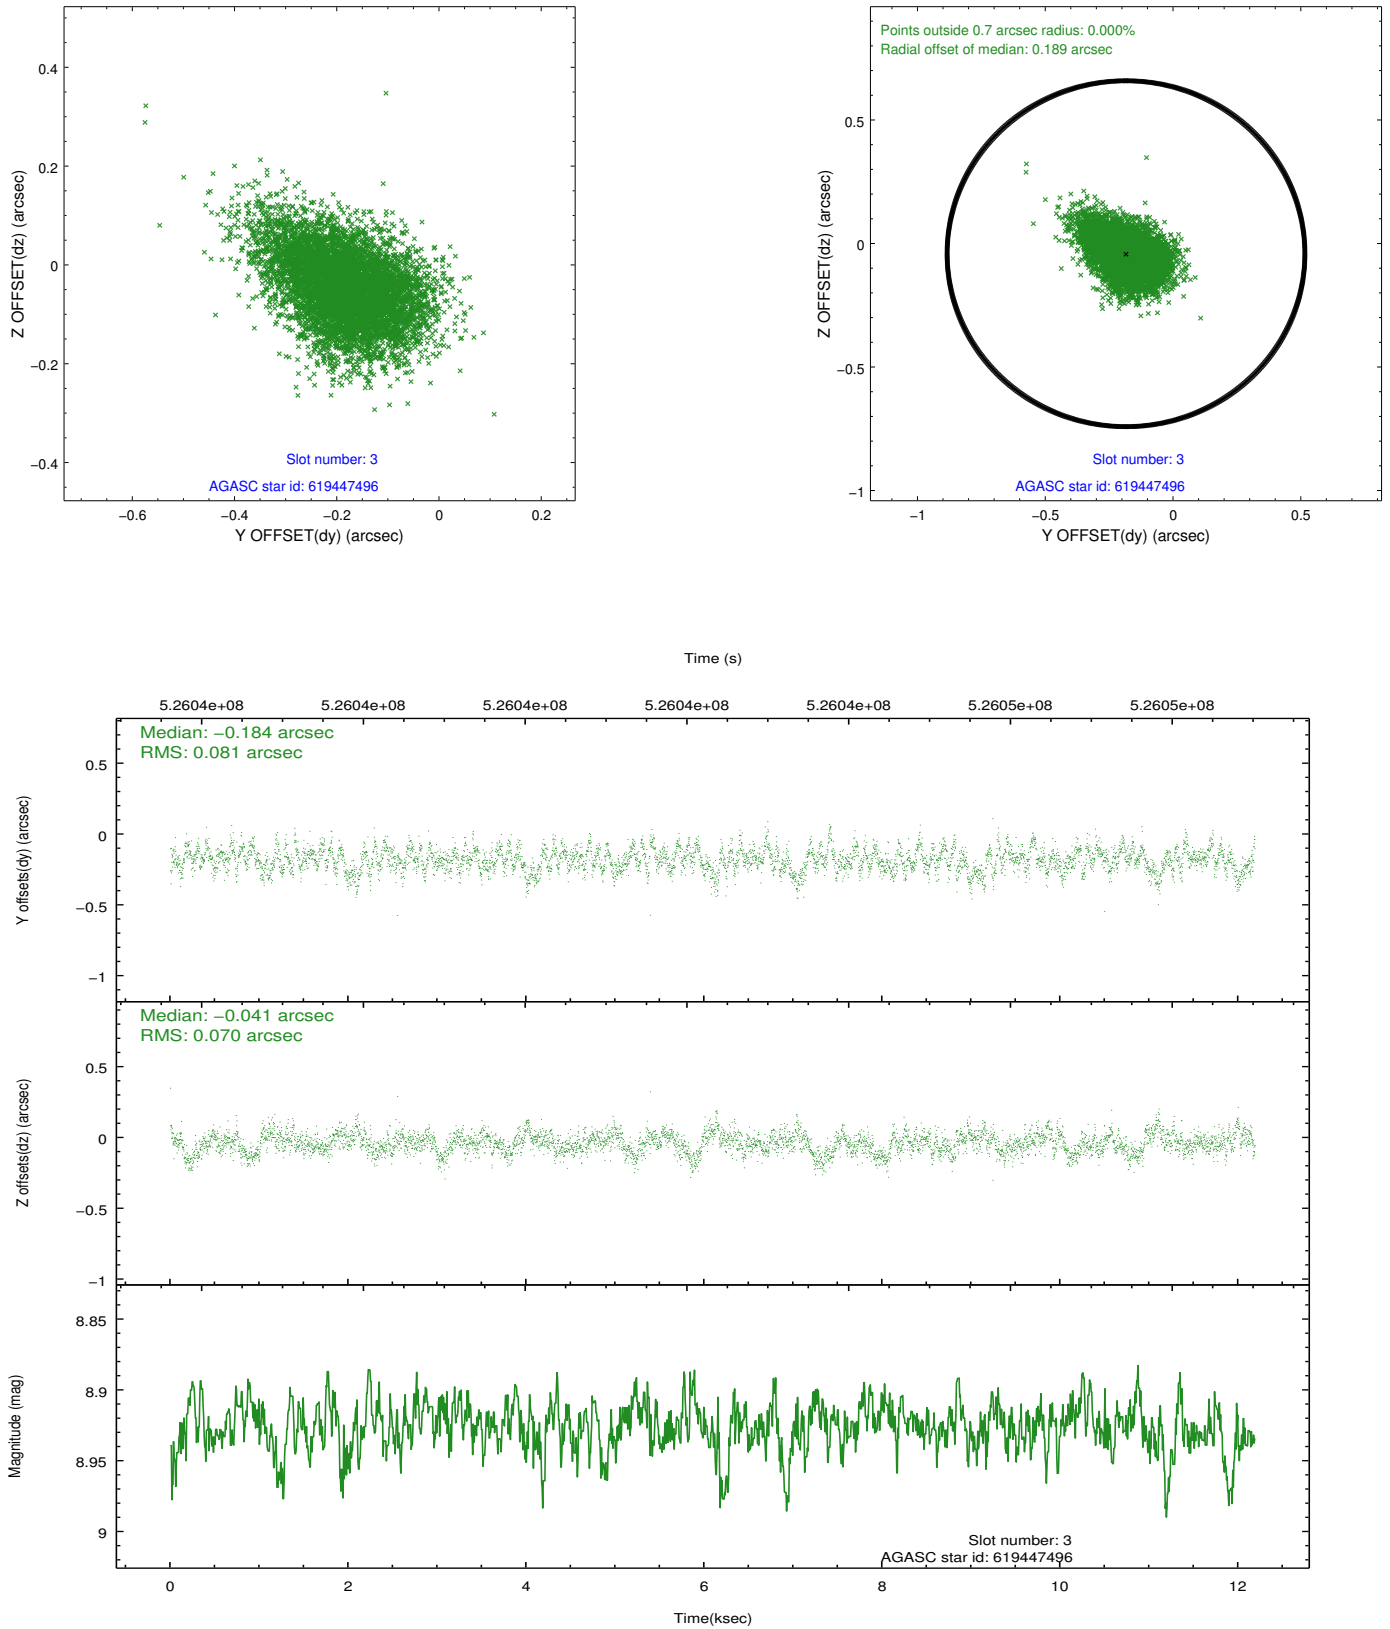 0.4
0.2
0
−0.2
−0.4
Z OFFSET(dz) (arcsec)
Slot number: 3
AGASC star id: 619447496
−0.6
−0.4
−0.2
0
0.2
Y OFFSET(dy) (arcsec)
Points outside 0.7 arcsec radius: 0.000%
Radial offset of median: 0.189 arcsec
0.5
0
−0.5
−1
Z OFFSET(dz) (arcsec)
Slot number: 3
AGASC star id: 619447496
−1
−0.5
0
0.5
Y OFFSET(dy) (arcsec)
Time (s)
5.2604e+08
5.2604e+08
5.2604e+08
5.2604e+08
5.2604e+08
5.2605e+08
5.2605e+08
Median: −0.184 arcsec
RMS: 0.081 arcsec
0.5
0
−0.5
−1
Y offsets(dy) (arcsec)
Median: −0.041 arcsec
RMS: 0.070 arcsec
0.5
0
−0.5
−1
Z offsets(dz) (arcsec)
8.85
8.9
8.95
9
Magnitude (mag)
Slot number: 3
AGASC star id: 619447496
0
2
4
6
8
10
12
Time(ksec)